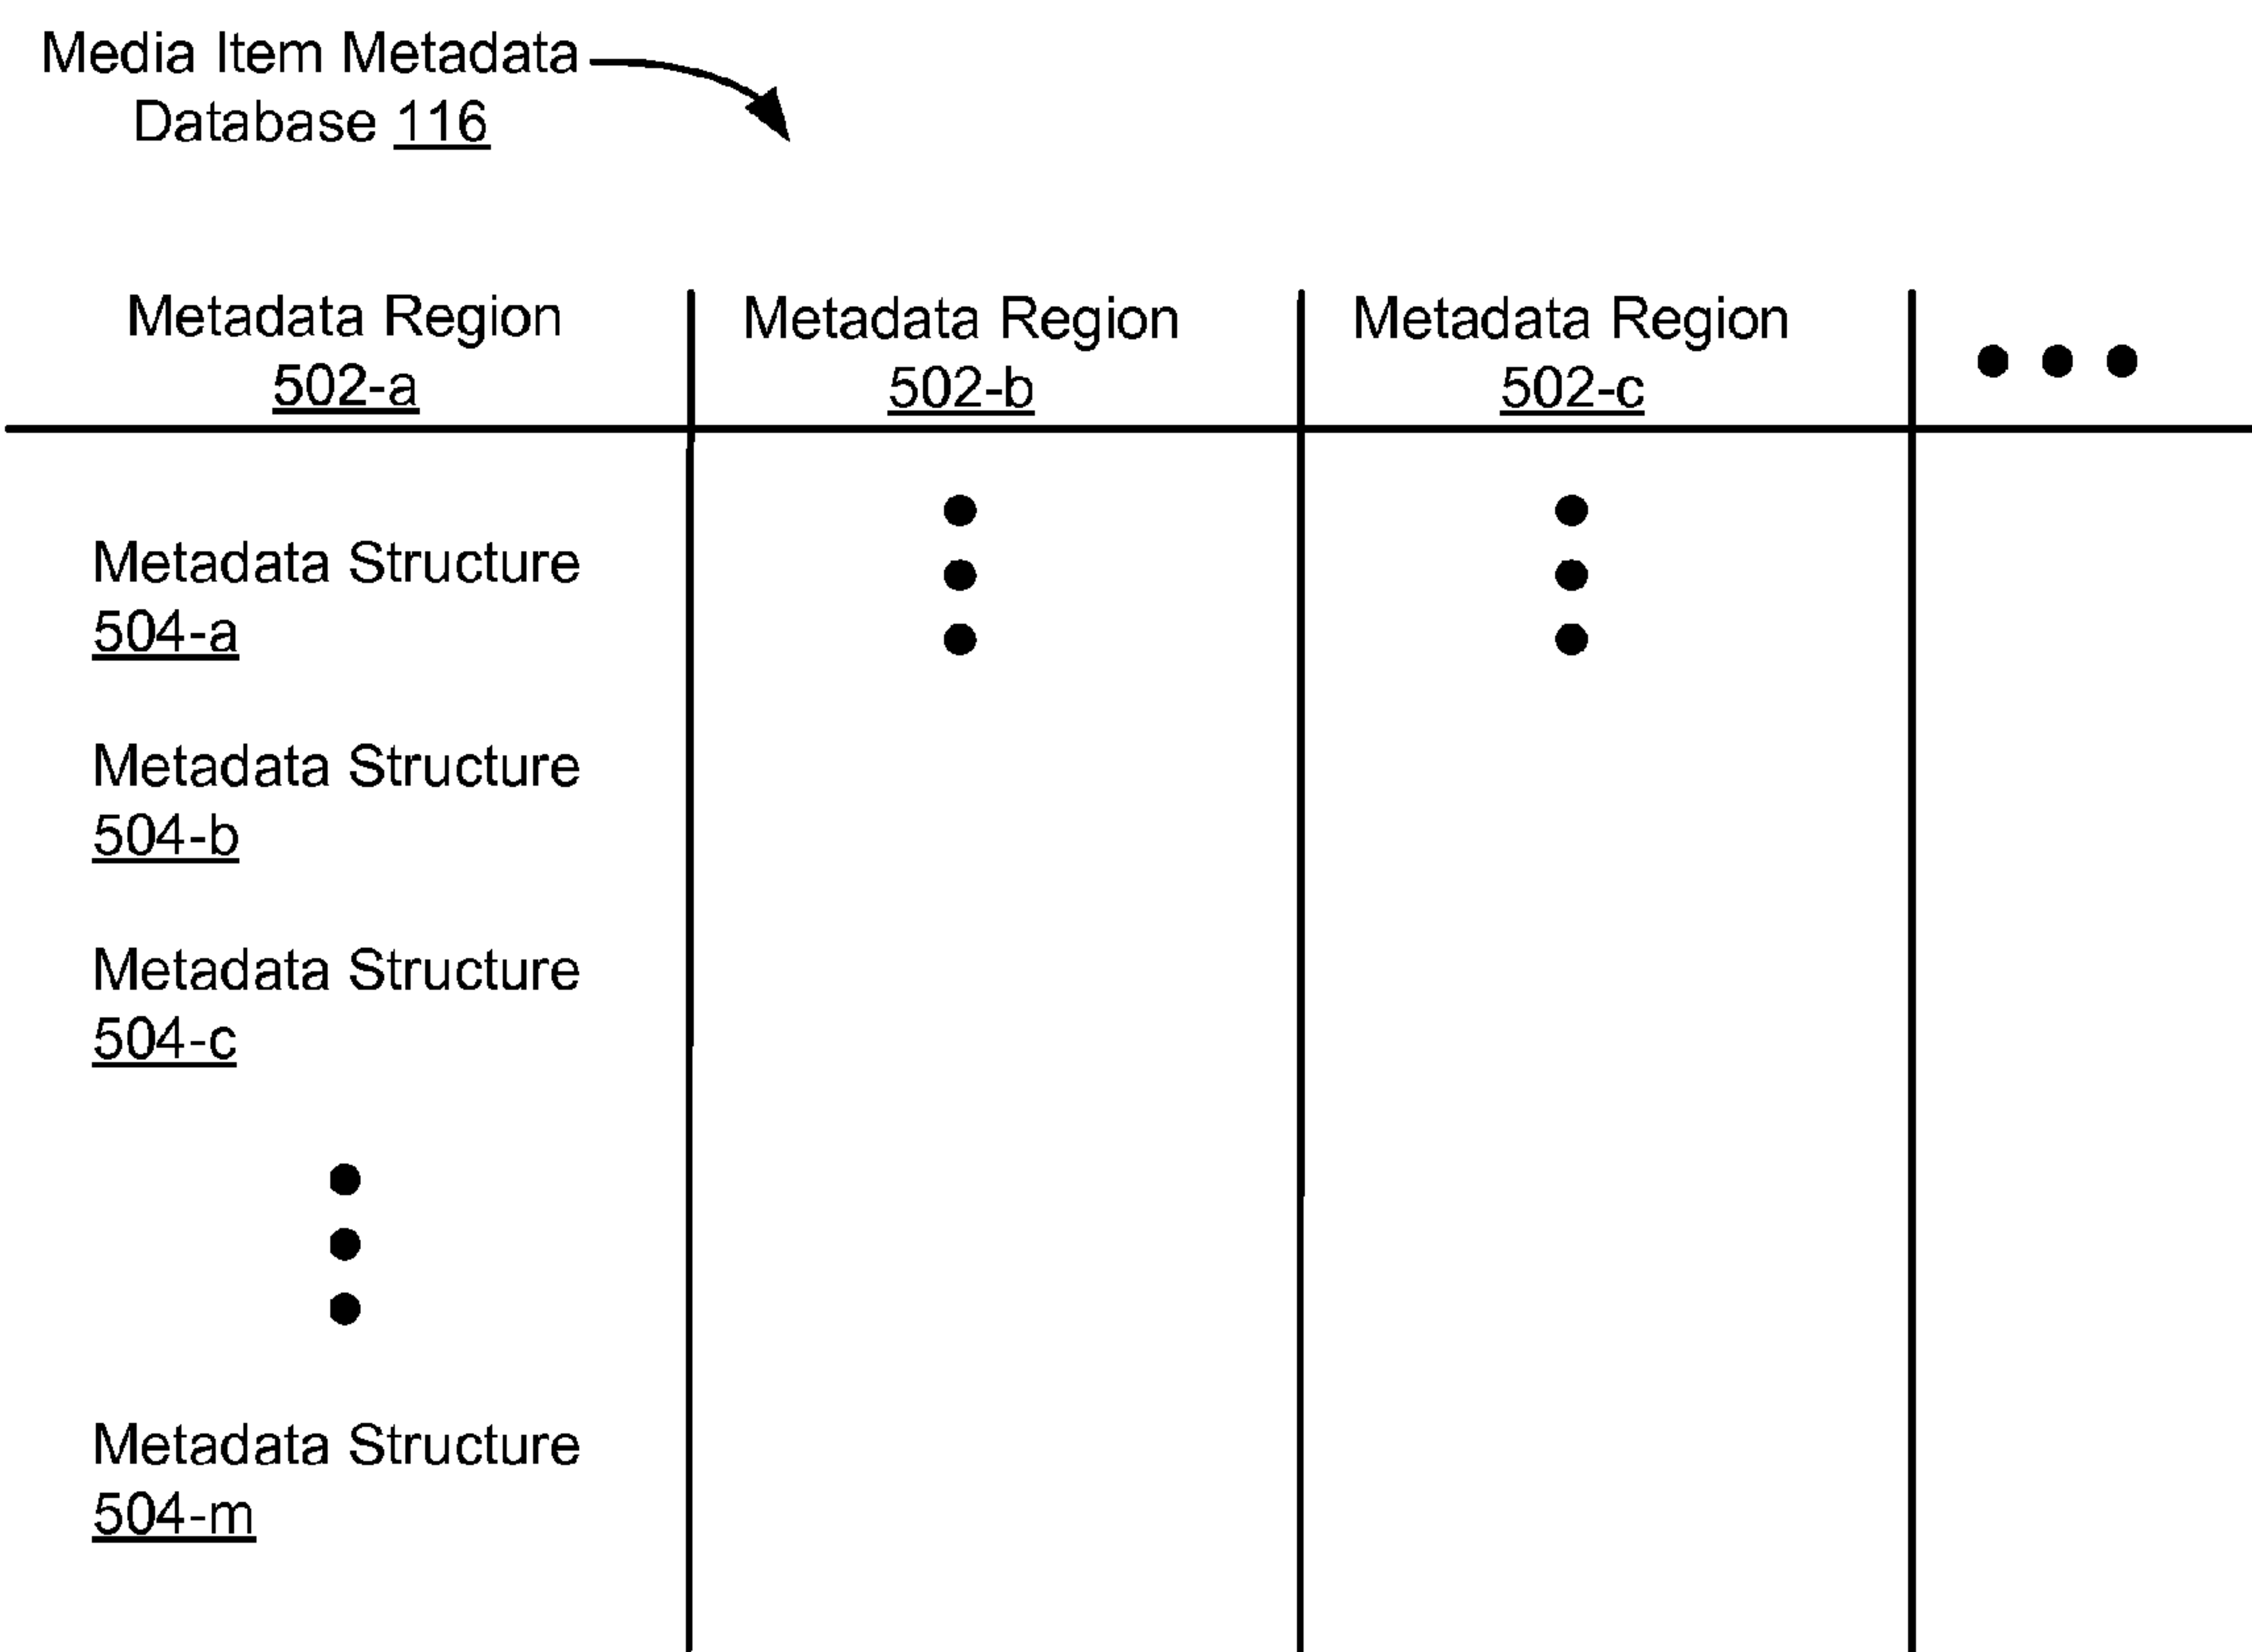 Media Item Metadata
Database 116
Metadata Region
502-a
Metadata Region
502-b
Metadata Region
502-c
Metadata Structure
504-a
Metadata Structure
504-b
Metadata Structure
504-c
Metadata Structure
504-m